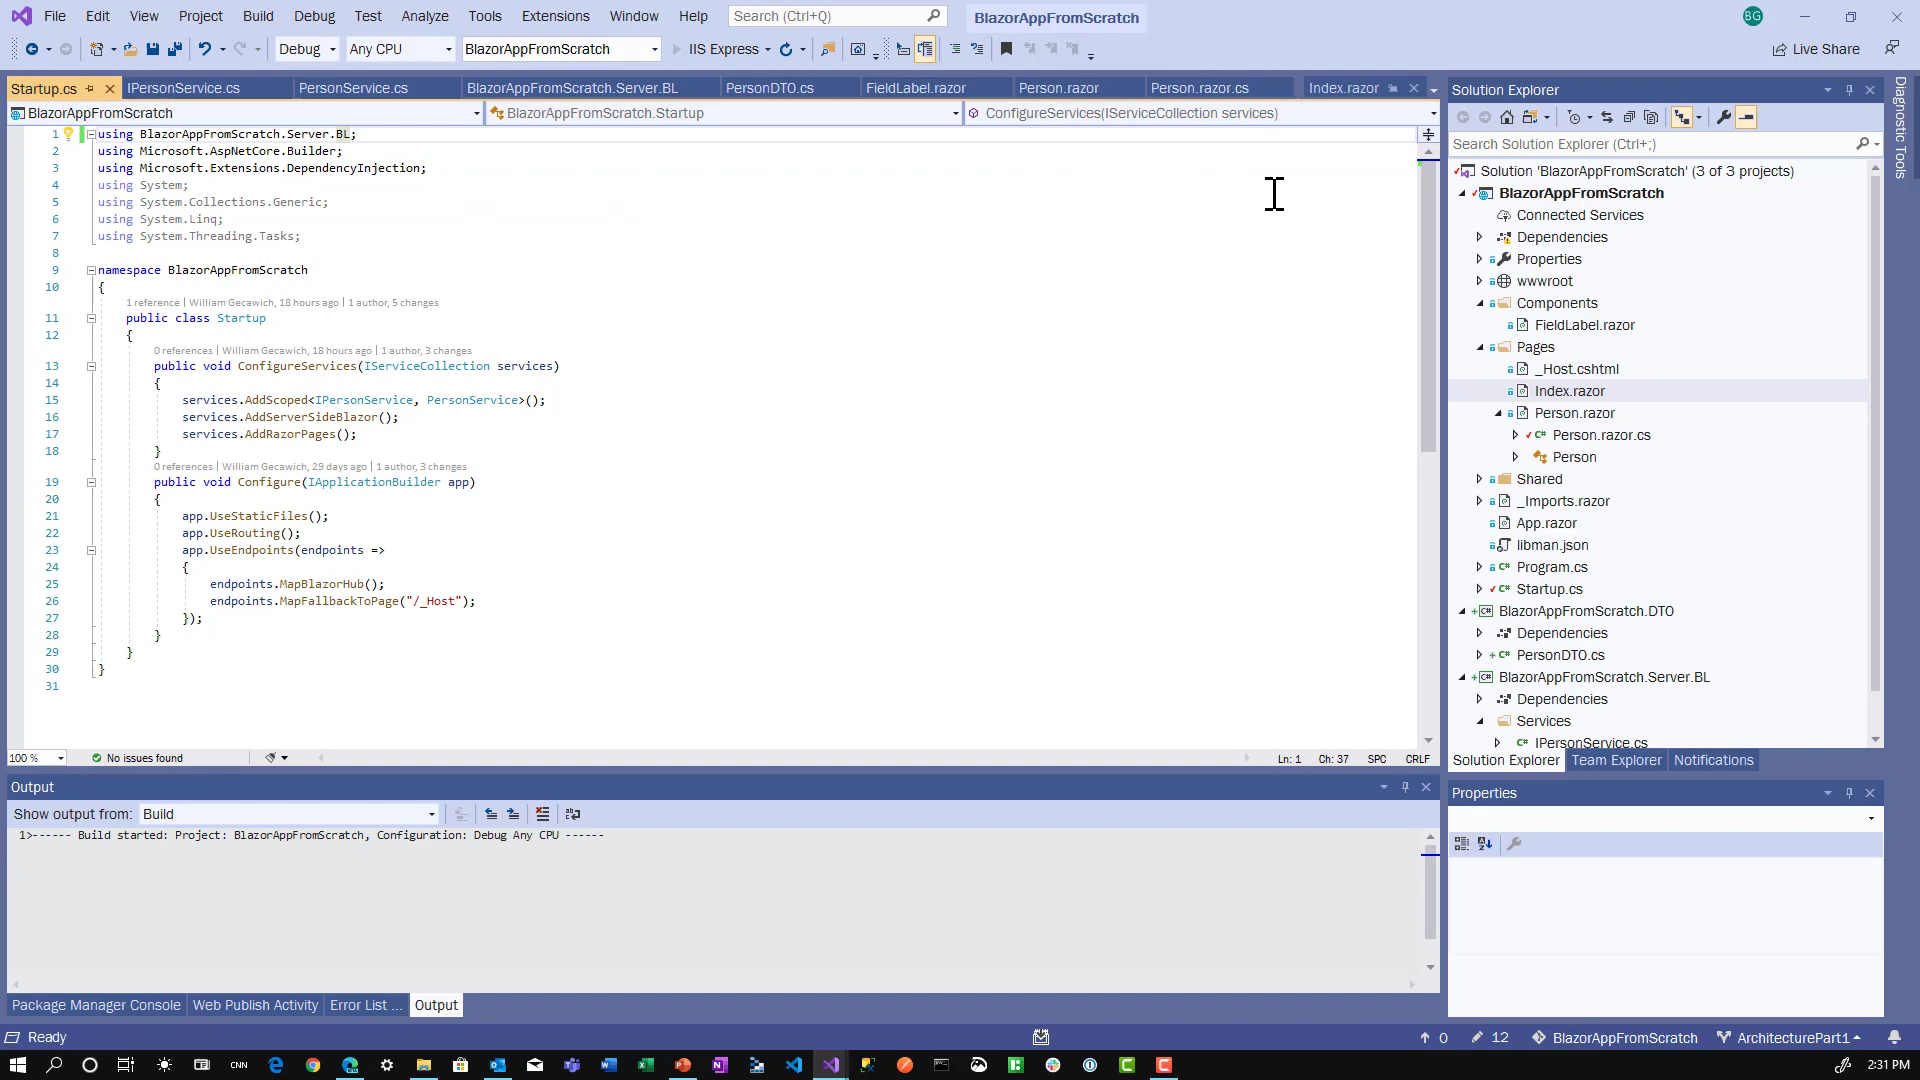 File Edit View Project Build Debug Test Analyze Tools Extensions Window Help Search (Ctrl+Q) BlazorAppFromScratch BG
Debug Any CPU BlazorAppFromScratch IIS Express Live Share
Startup.cs IPersonService.cs PersonService.cs BlazorAppFromScratch.Server.BL PersonDTO.cs FieldLabel.razor Person.razor Person.razor.cs Index.razor
BlazorAppFromScratch BlazorAppFromScratch.Startup ConfigureServices(IServiceCollection services)
1 using BlazorAppFromScratch.Server.BL;
2 using Microsoft.AspNetCore.Builder;
3 using Microsoft.Extensions.DependencyInjection;
4 using System;
5 using System.Collections.Generic;
6 using System.Linq;
7 using System.Threading.Tasks;
8
9 namespace BlazorAppFromScratch
10 {
1 reference | William Gecawich, 18 hours ago | 1 author, 5 changes
11 public class Startup
12 {
0 references | William Gecawich, 18 hours ago | 1 author, 3 changes
13 public void ConfigureServices(IServiceCollection services)
14 {
15 services.AddScoped<IPersonService, PersonService>();
16 services.AddServerSideBlazor();
17 services.AddRazorPages();
18 }
0 references | William Gecawich, 29 days ago | 1 author, 3 changes
19 public void Configure(IApplicationBuilder app)
20 {
21 app.UseStaticFiles();
22 app.UseRouting();
23 app.UseEndpoints(endpoints =>
24 {
25 endpoints.MapBlazorHub();
26 endpoints.MapFallbackToPage("/_Host");
27 });
28 }
29 }
30 }
31
100 % No issues found Ln: 1 Ch: 37 SPC CRLF
Output
Show output from: Build
1>------ Build started: Project: BlazorAppFromScratch, Configuration: Debug Any CPU ------
Package Manager Console Web Publish Activity Error List ... Output
Solution Explorer
Search Solution Explorer (Ctrl+;)
Solution 'BlazorAppFromScratch' (3 of 3 projects)
BlazorAppFromScratch
Connected Services
Dependencies
Properties
wwwroot
Components
FieldLabel.razor
Pages
_Host.cshtml
Index.razor
Person.razor
Person.razor.cs
Person
Shared
_Imports.razor
App.razor
libman.json
Program.cs
Startup.cs
BlazorAppFromScratch.DTO
Dependencies
PersonDTO.cs
BlazorAppFromScratch.Server.BL
Dependencies
Services
IPersonService.cs
Solution Explorer Team Explorer Notifications
Properties
Diagnostic Tools
Ready 0 12 BlazorAppFromScratch ArchitecturePart1
CNN 2:31 PM